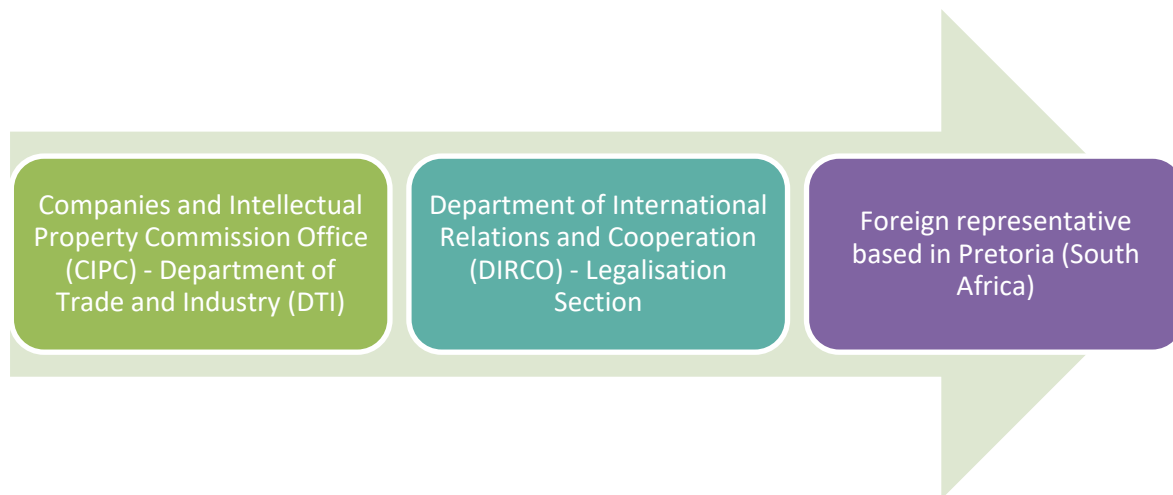 Companies and Intellectual
Property Commission Office
(CIPC) - Department of
Trade and Industry (DTI)
Department of International
Relations and Cooperation
(DIRCO) - Legalisation
Section
Foreign representative
based in Pretoria (South
Africa)